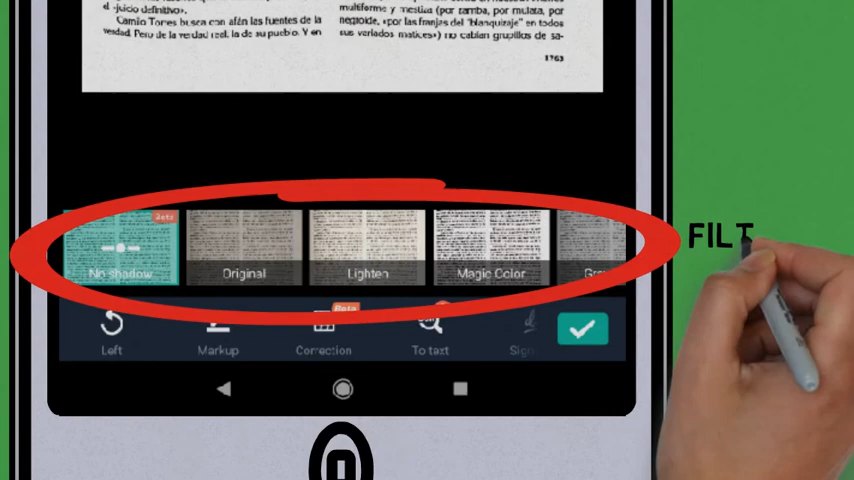 el «juicio definitivo».
Camilo Torres busca con afán las fuentes de la
verdad. Pero de la verdad real, la de su pueblo. Y en
multiforme y mestiza (por zamba, por mulata, por
negroide, «por las franjas del "blanquizaje" en todos
sus variados matices») no cabían grupillos de sa-
1763
FILT
Beta
No shadow
Original
Lighten
Magic Color
Gr
Beta
Left
Markup
Correction
To text
Sign